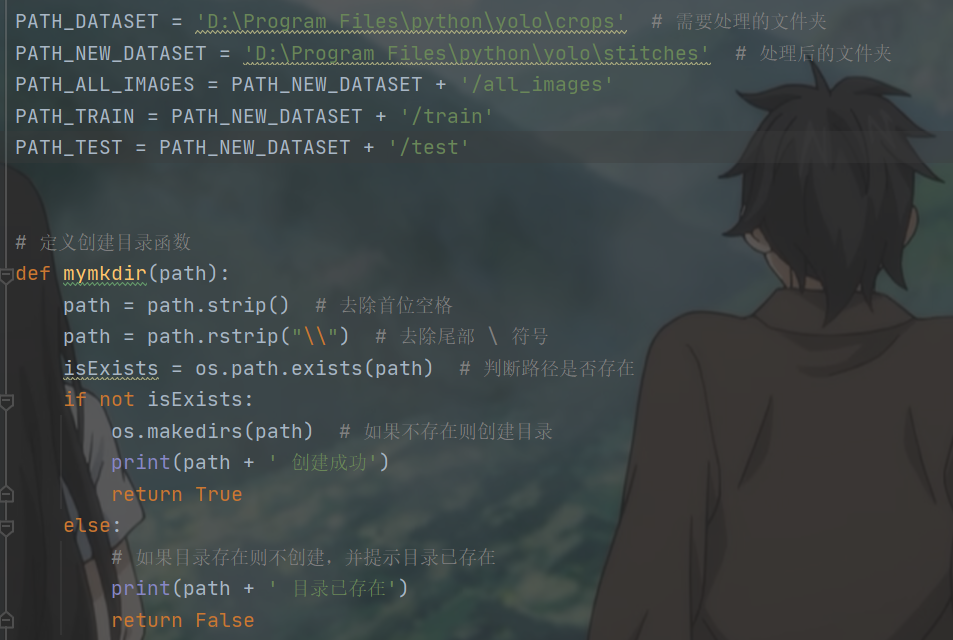 PATH_DATASET = 'D:\Program Files\python\yolo\crops'  # 需要处理的文件夹
PATH_NEW_DATASET = 'D:\Program Files\python\yolo\stitches'  # 处理后的文件夹
PATH_ALL_IMAGES = PATH_NEW_DATASET + '/all_images'
PATH_TRAIN = PATH_NEW_DATASET + '/train'
PATH_TEST = PATH_NEW_DATASET + '/test'
# 定义创建目录函数
def mymkdir(path):
    path = path.strip()  # 去除首位空格
    path = path.rstrip("\\")  # 去除尾部 \ 符号
    isExists = os.path.exists(path)  # 判断路径是否存在
    if not isExists:
        os.makedirs(path)  # 如果不存在则创建目录
        print(path + ' 创建成功')
        return True
    else:
        # 如果目录存在则不创建，并提示目录已存在
        print(path + ' 目录已存在')
        return False